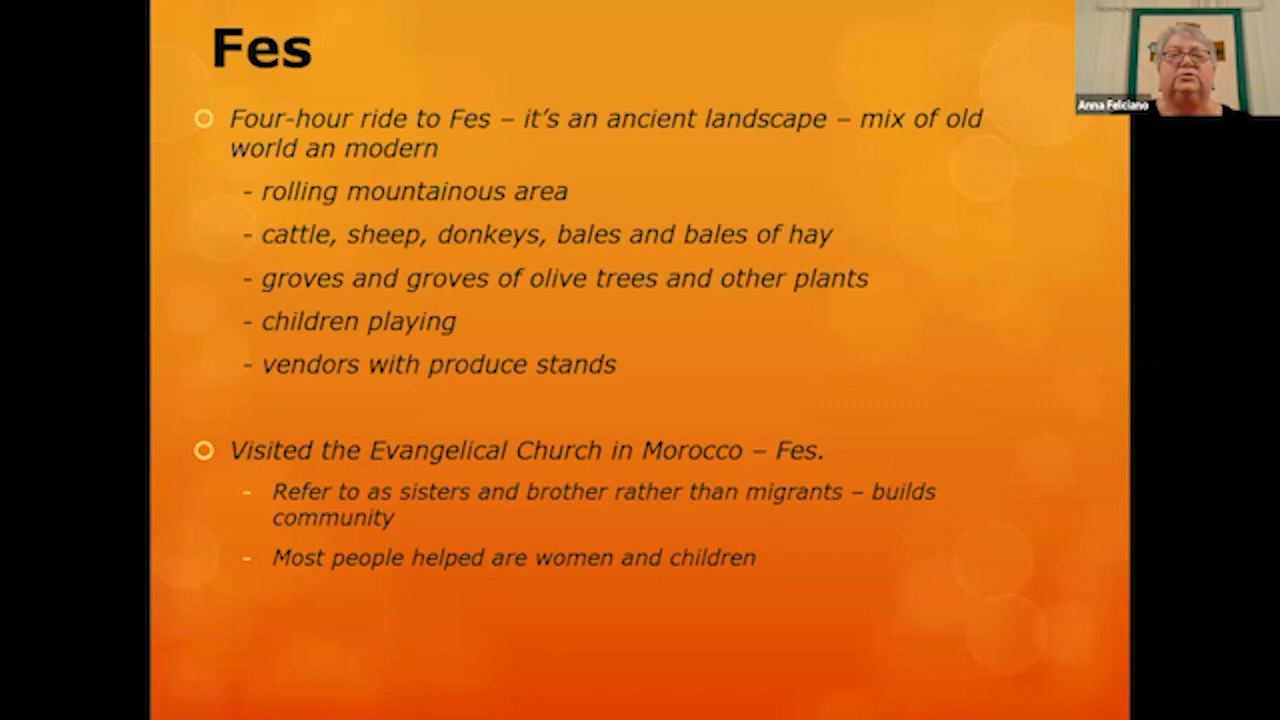 Fes
Four-hour ride to Fes – it's an ancient landscape – mix of old
world an modern
- rolling mountainous area
- cattle, sheep, donkeys, bales and bales of hay
- groves and groves of olive trees and other plants
- children playing
- vendors with produce stands
Visited the Evangelical Church in Morocco – Fes.
- Refer to as sisters and brother rather than migrants – builds
community
- Most people helped are women and children
Anna Felciano